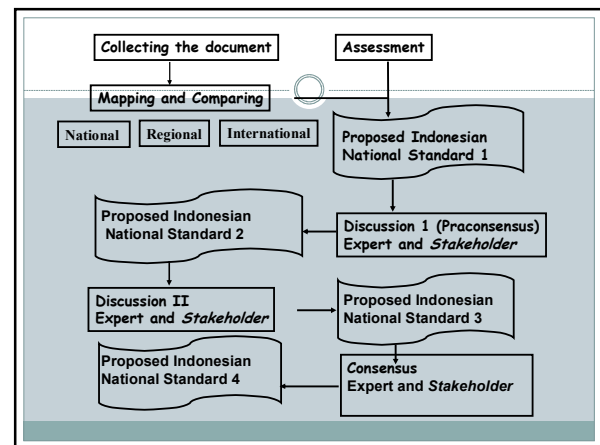 Collecting the document
Assessment
Mapping and Comparing
National
Regional
International
Proposed Indonesian
National Standard 1
Discussion 1 (Praconsensus)
Expert and Stakeholder
Proposed Indonesian
National Standard 2
Discussion II
Expert and Stakeholder
Proposed Indonesian
National Standard 3
Consensus
Expert and Stakeholder
Proposed Indonesian
National Standard 4